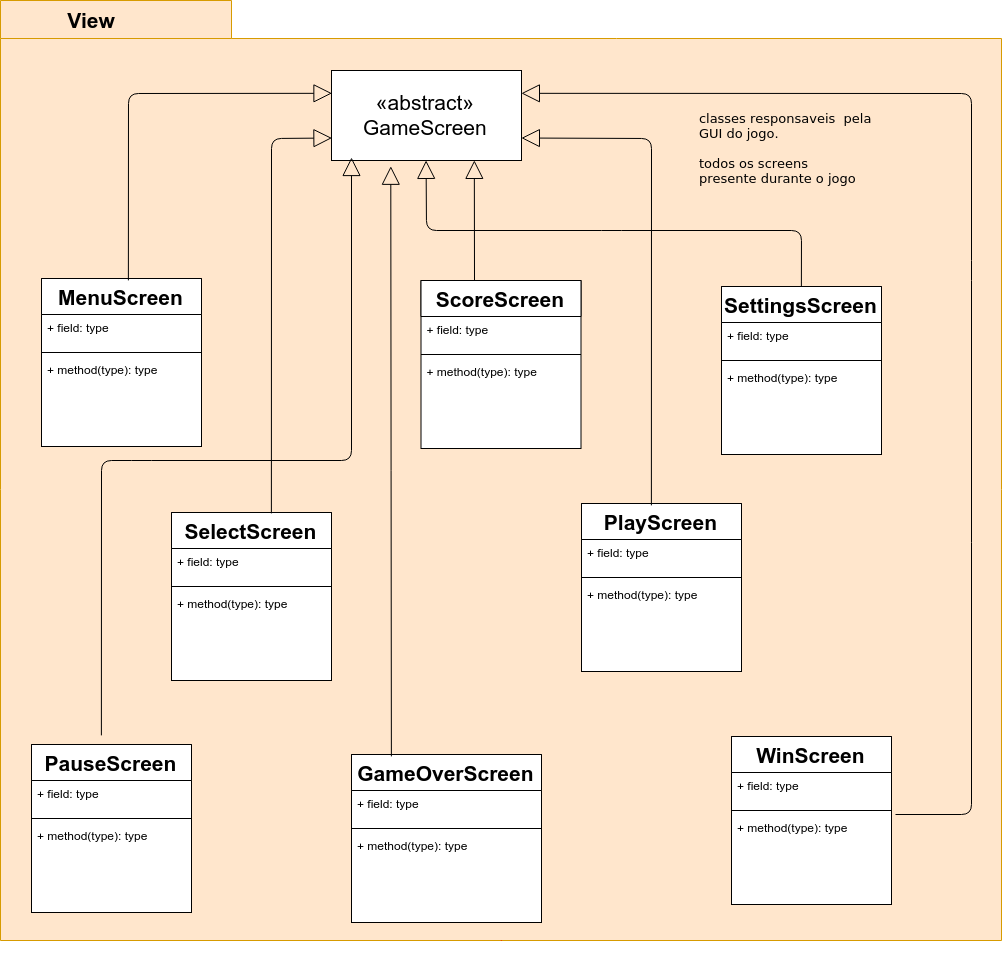 View
«abstract»
GameScreen
classes responsaveis  pela
GUI do jogo.
todos os screens
presente durante o jogo
MenuScreen
+ field: type
+ method(type): type
ScoreScreen
+ field: type
+ method(type): type
SettingsScreen
+ field: type
+ method(type): type
SelectScreen
+ field: type
+ method(type): type
PlayScreen
+ field: type
+ method(type): type
PauseScreen
+ field: type
+ method(type): type
GameOverScreen
+ field: type
+ method(type): type
WinScreen
+ field: type
+ method(type): type